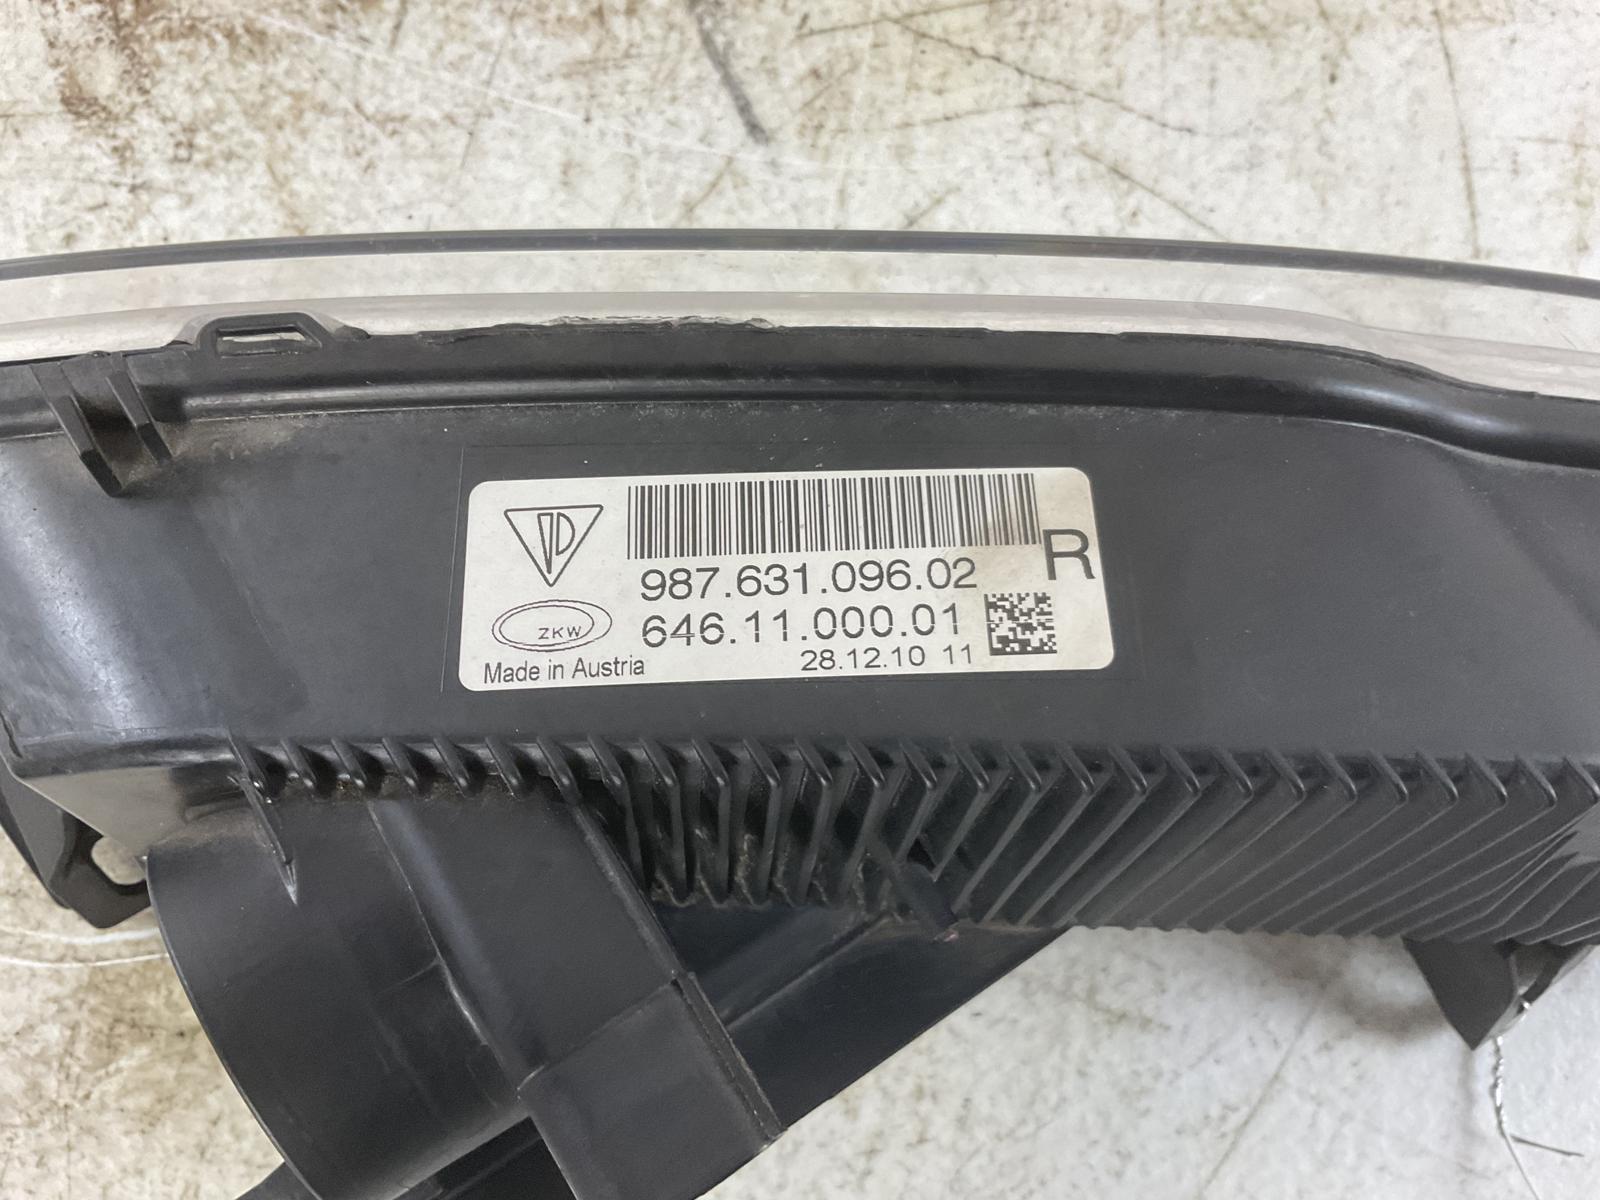 987.631.096.02
R
646.11.000.01
ZKW
Made in Austria
28.12.10 11